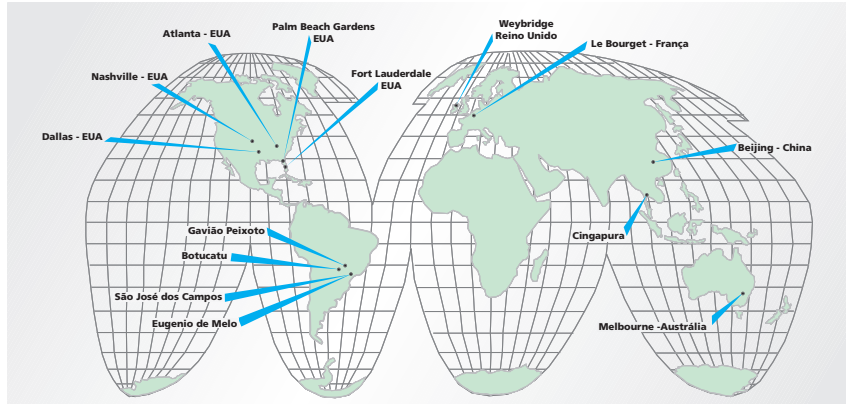 Atlanta - EUA
Palm Beach Gardens
EUA
Weybridge
Reino Unido
Le Bourget - França
Nashville - EUA
Fort Lauderdale
EUA
Dallas - EUA
Beijing - China
Gavião Peixoto
Cingapura
Botucatu
São José dos Campos
Eugenio de Melo
Melbourne -Austrália